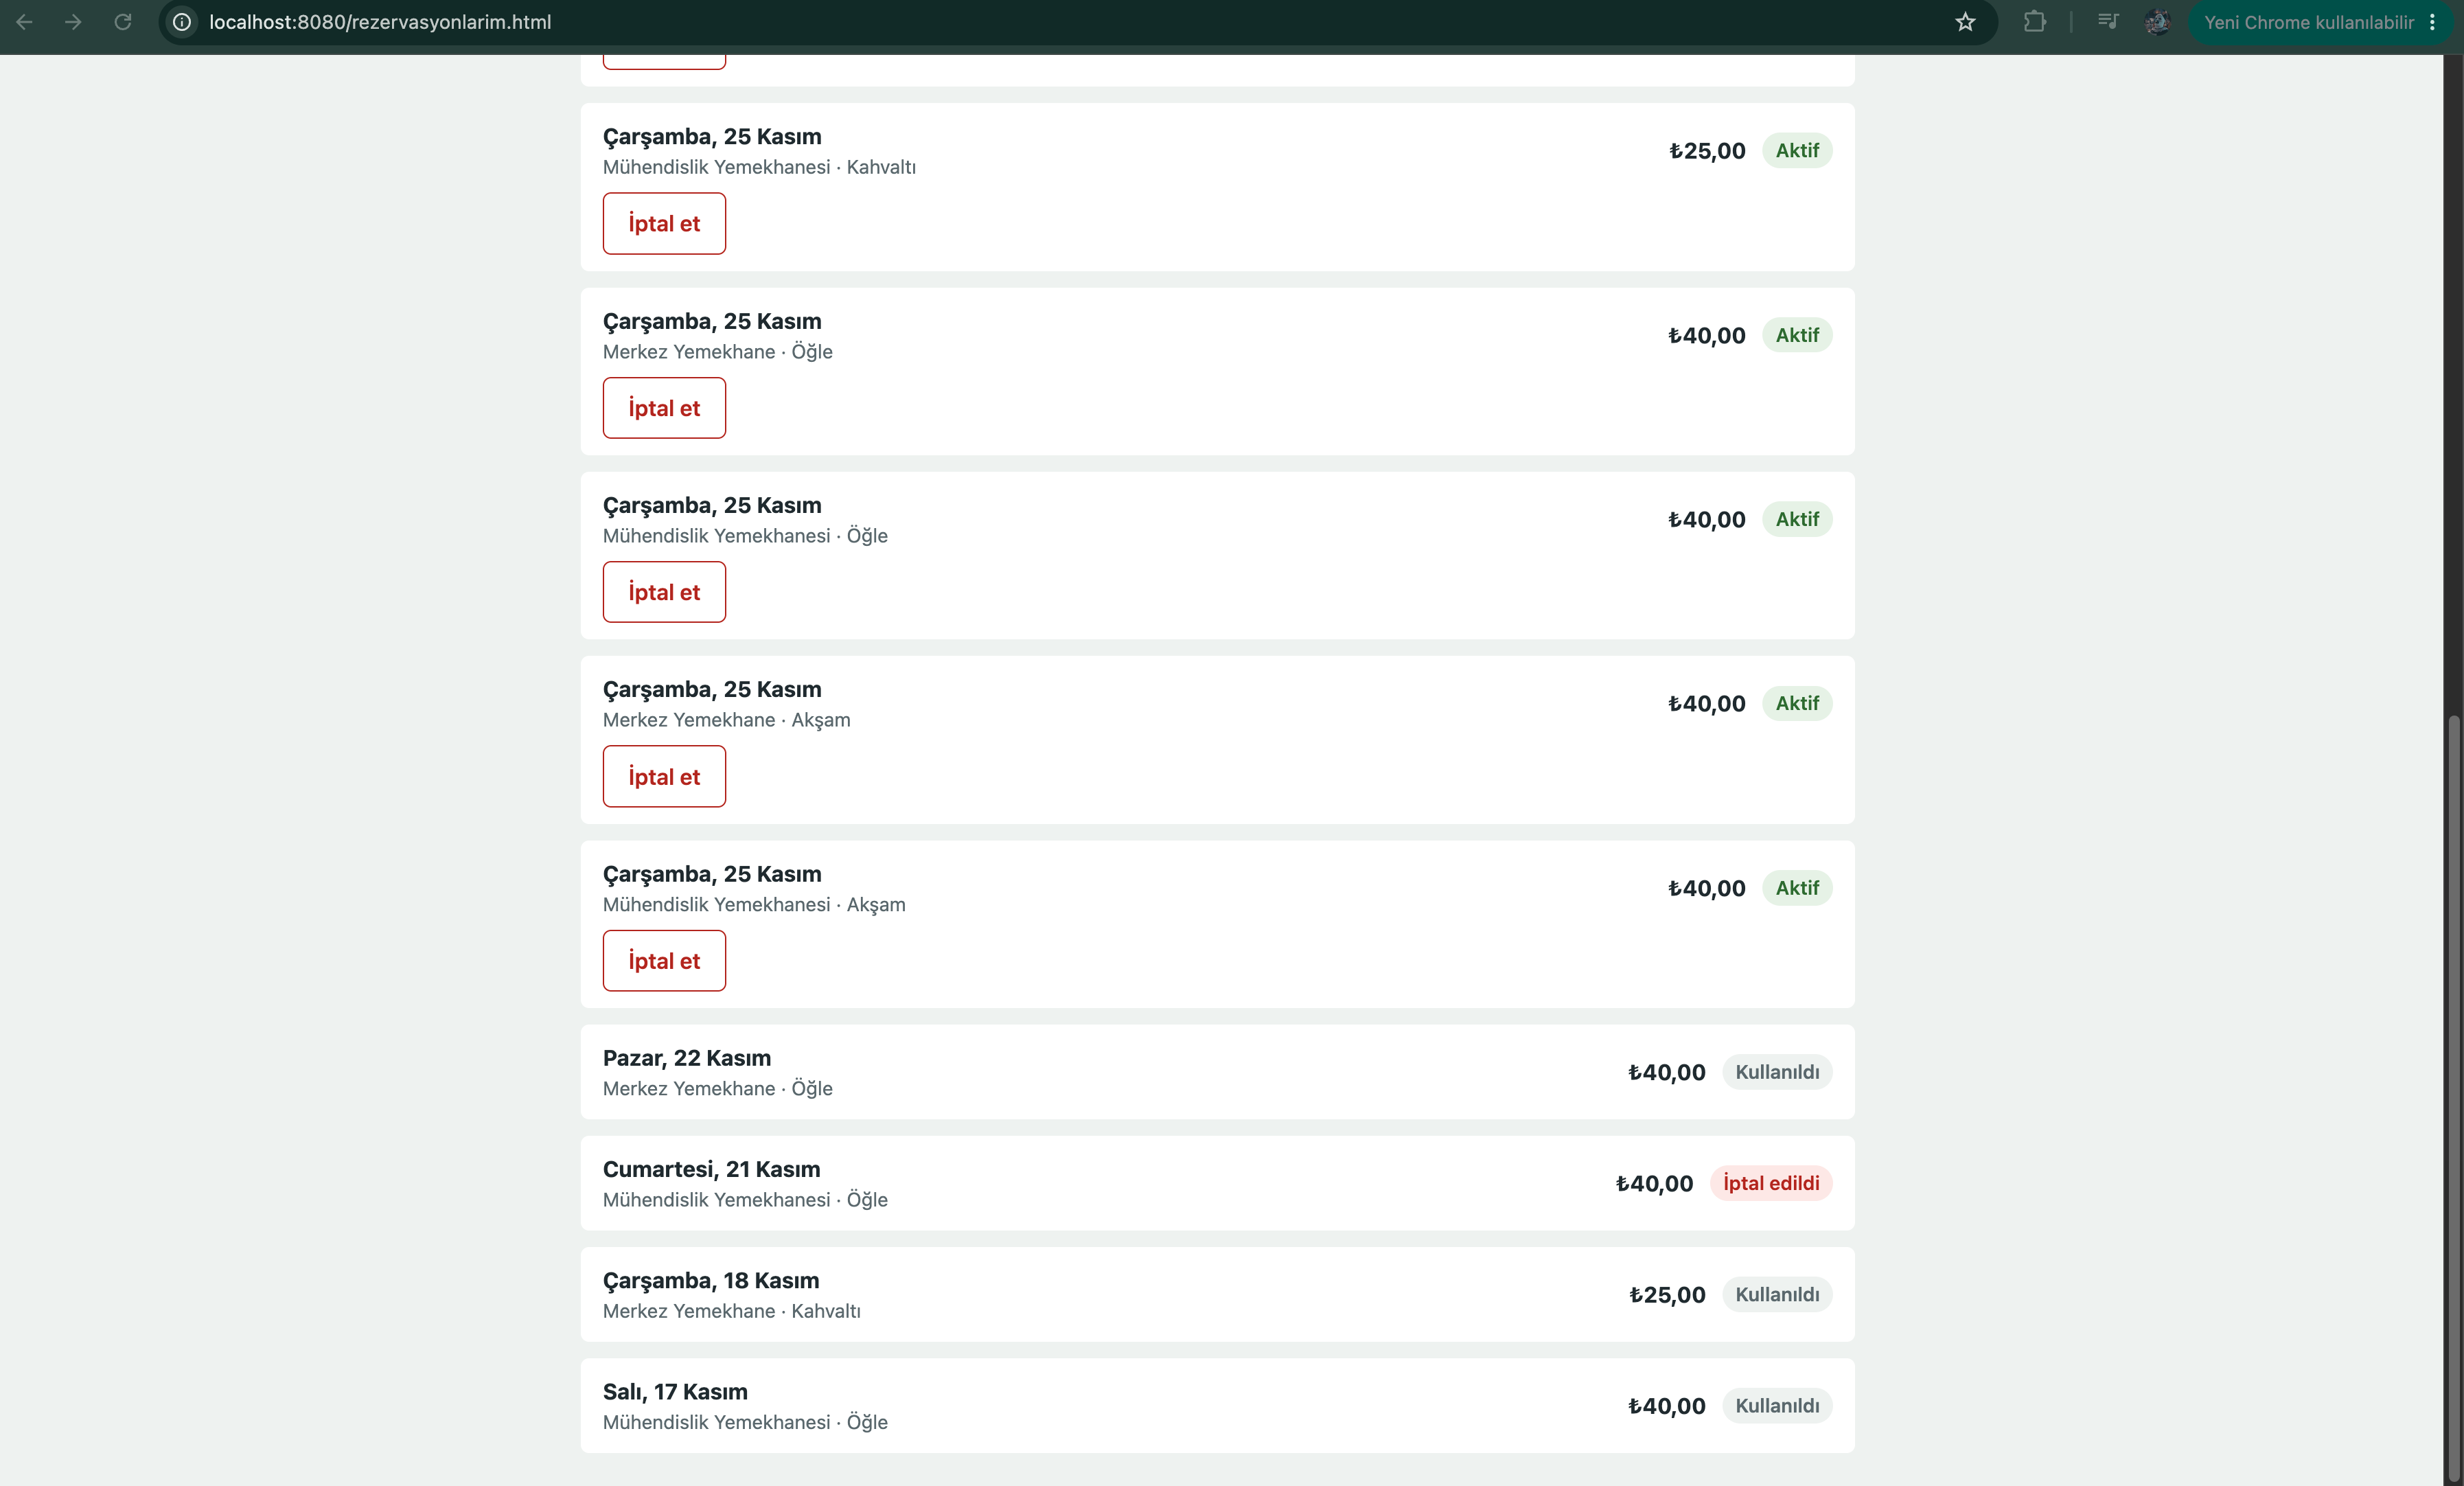 localhost:8080/rezervasyonlarim.html
Yeni Chrome kullanılabilir
Çarşamba, 25 Kasım
Mühendislik Yemekhanesi · Kahvaltı
₺25,00 Aktif
İptal et
Çarşamba, 25 Kasım
Merkez Yemekhane · Öğle
₺40,00 Aktif
İptal et
Çarşamba, 25 Kasım
Mühendislik Yemekhanesi · Öğle
₺40,00 Aktif
İptal et
Çarşamba, 25 Kasım
Merkez Yemekhane · Akşam
₺40,00 Aktif
İptal et
Çarşamba, 25 Kasım
Mühendislik Yemekhanesi · Akşam
₺40,00 Aktif
İptal et
Pazar, 22 Kasım
Merkez Yemekhane · Öğle
₺40,00 Kullanıldı
Cumartesi, 21 Kasım
Mühendislik Yemekhanesi · Öğle
₺40,00 İptal edildi
Çarşamba, 18 Kasım
Merkez Yemekhane · Kahvaltı
₺25,00 Kullanıldı
Salı, 17 Kasım
Mühendislik Yemekhanesi · Öğle
₺40,00 Kullanıldı